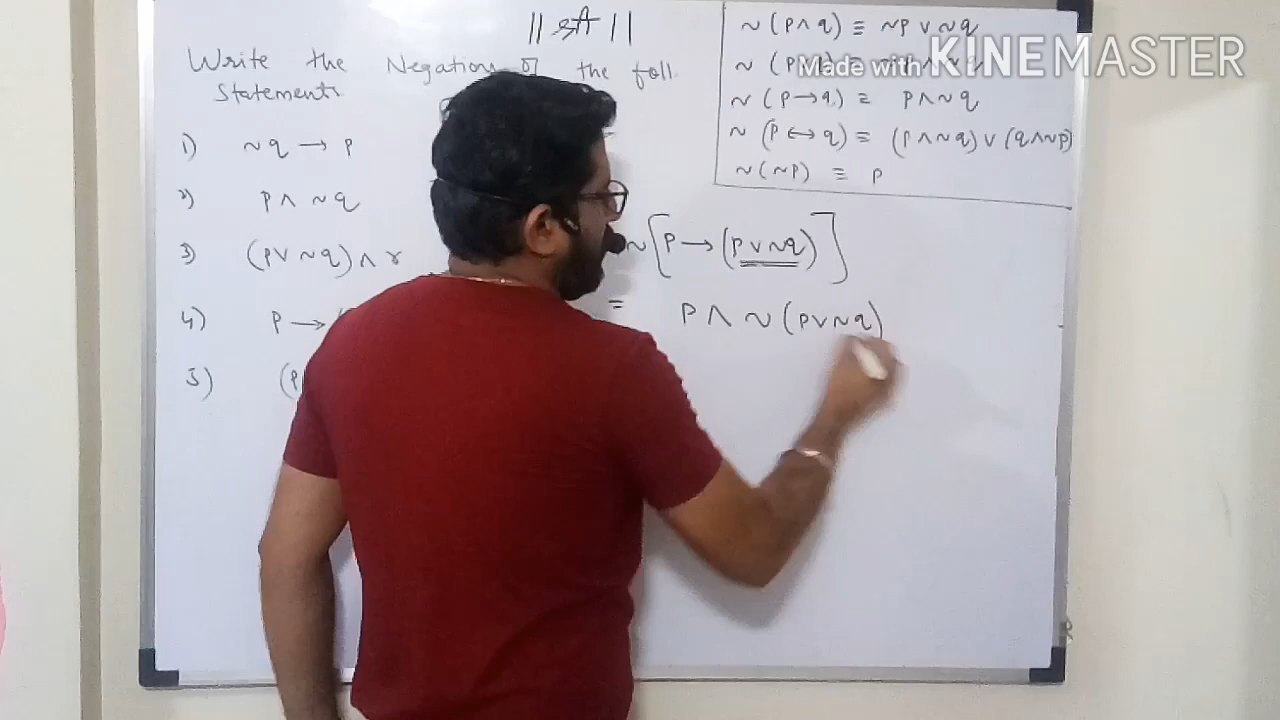 || श्री ||
Write the Negation of the foll.
Statements
1) ~q → p
2) p ∧ ~q
3) (p ∨ ~q) ∧ r
4) p →
5) (p
~(p ∧ q) ≡ ~p ∨ ~q
Made with KINEMASTER
~(p → q) ≡ p ∧ ~q
~(p ↔ q) ≡ (p ∧ ~q) ∨ (q ∧ ~p)
~(~p) ≡ p
~[p → (p ∨ ~q)]
= p ∧ ~(p ∨ ~q)